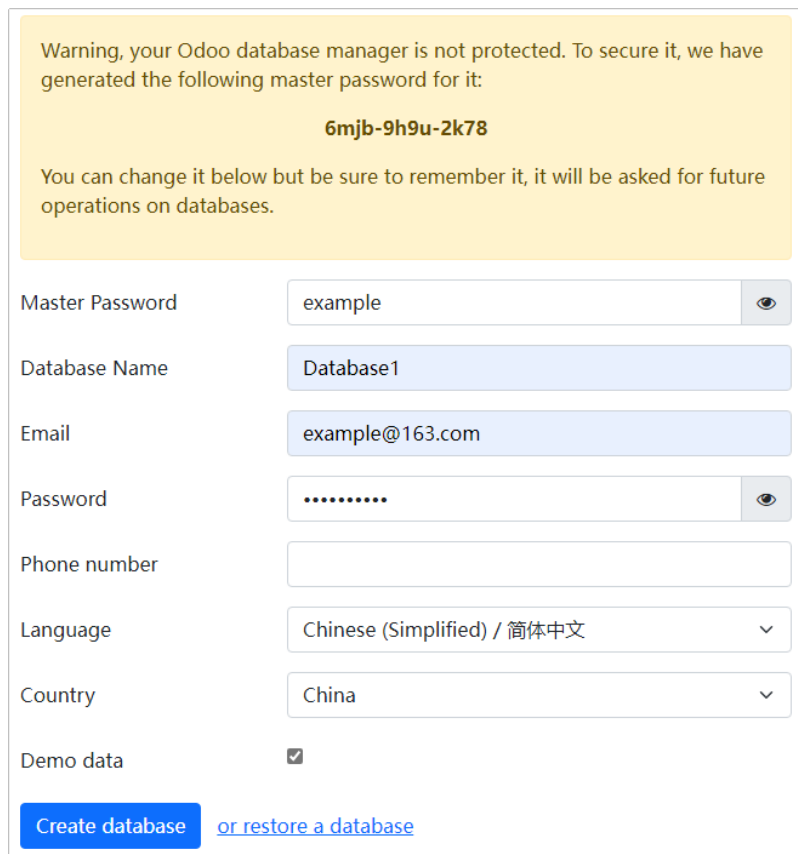 Warning, your Odoo database manager is not protected. To secure it, we have
generated the following master password for it:
6mjb-9h9u-2k78
You can change it below but be sure to remember it, it will be asked for future
operations on databases.
Master Password example
Database Name Database1
Email example@163.com
Password ••••••••••
Phone number
Language Chinese (Simplified) / 简体中文
Country China
Demo data
Create database or restore a database